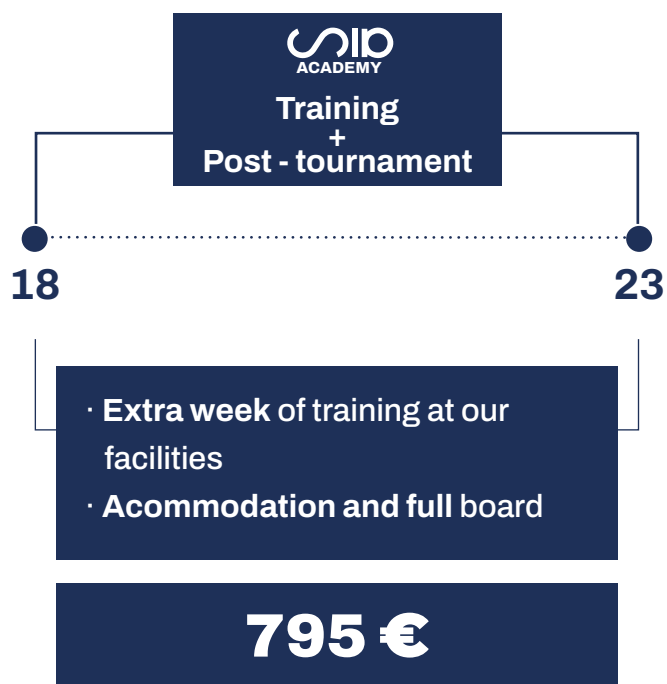 ACADEMY
Training
+
Post - tournament
18
23
· Extra week of training at our
facilities
· Acommodation and full board
795 €